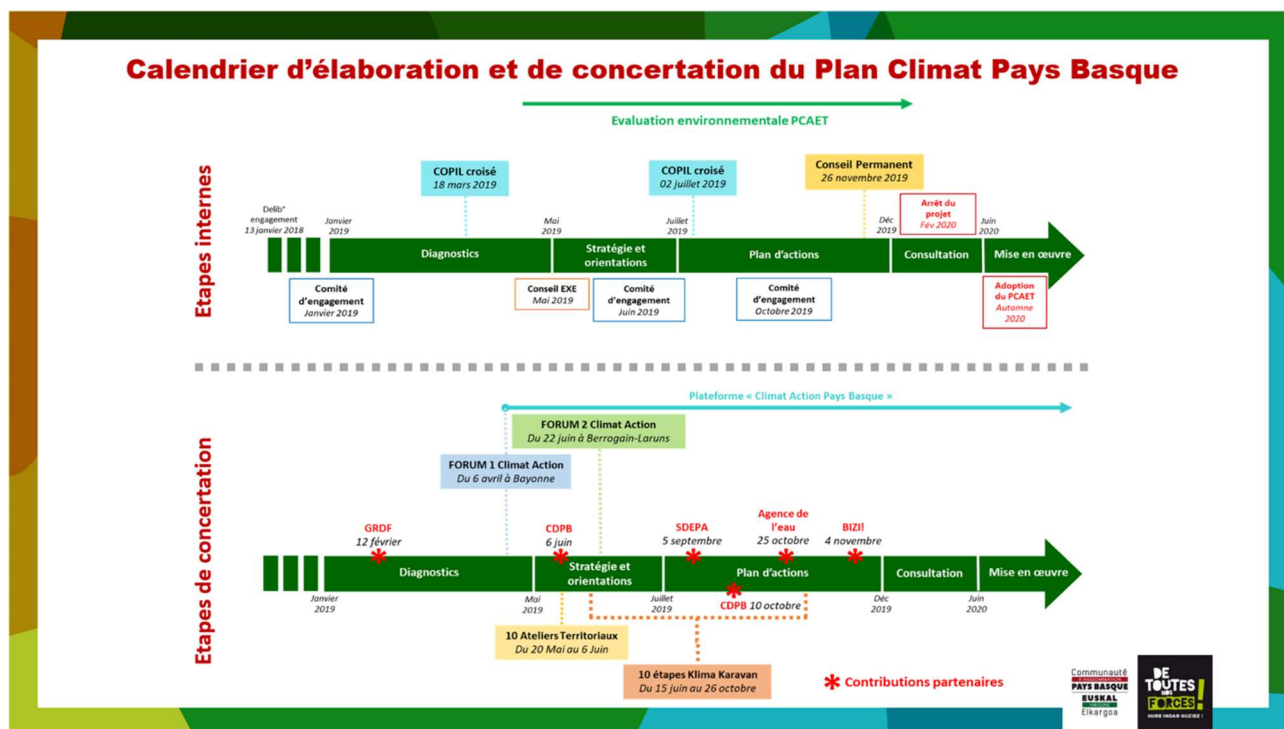 Calendrier d'élaboration et de concertation du Plan Climat Pays Basque
Evaluation environnementale PCAET
Etapes internes
COPIL croisé
18 mars 2019
COPIL croisé
02 juillet 2019
Conseil Permanent
26 novembre 2019
Delib°
engagement
13 janvier 2018
Janvier
2019
Mai
2019
Juillet
2019
Déc
2019
Arrêt du
projet
Fév 2020
Juin
2020
Diagnostics
Stratégie et
orientations
Plan d'actions
Consultation
Mise en œuvre
Comité
d'engagement
Janvier 2019
Conseil EXE
Mai 2019
Comité
d'engagement
Juin 2019
Comité
d'engagement
Octobre 2019
Adoption
du PCAET
Automne
2020
Etapes de concertation
Plateforme « Climat Action Pays Basque »
FORUM 2 Climat Action
Du 22 juin à Berrogain-Laruns
FORUM 1 Climat Action
Du 6 avril à Bayonne
GRDF
12 février
CDPB
6 juin
SDEPA
5 septembre
Agence de
l'eau
25 octobre
BIZI!
4 novembre
Diagnostics
Stratégie et
orientations
Plan d'actions
Consultation
Mise en œuvre
Janvier
2019
Mai
2019
Juillet
2019
CDPB 10 octobre
Déc
2019
Juin
2020
10 Ateliers Territoriaux
Du 20 Mai au 6 Juin
10 étapes Klima Karavan
Du 15 juin au 26 octobre
* Contributions partenaires
Communauté
PAYS BASQUE
EUSKAL
Elkargoa
DE
TOUTES
NOS
FORCES !
GURE INDAR GUZIEZ !